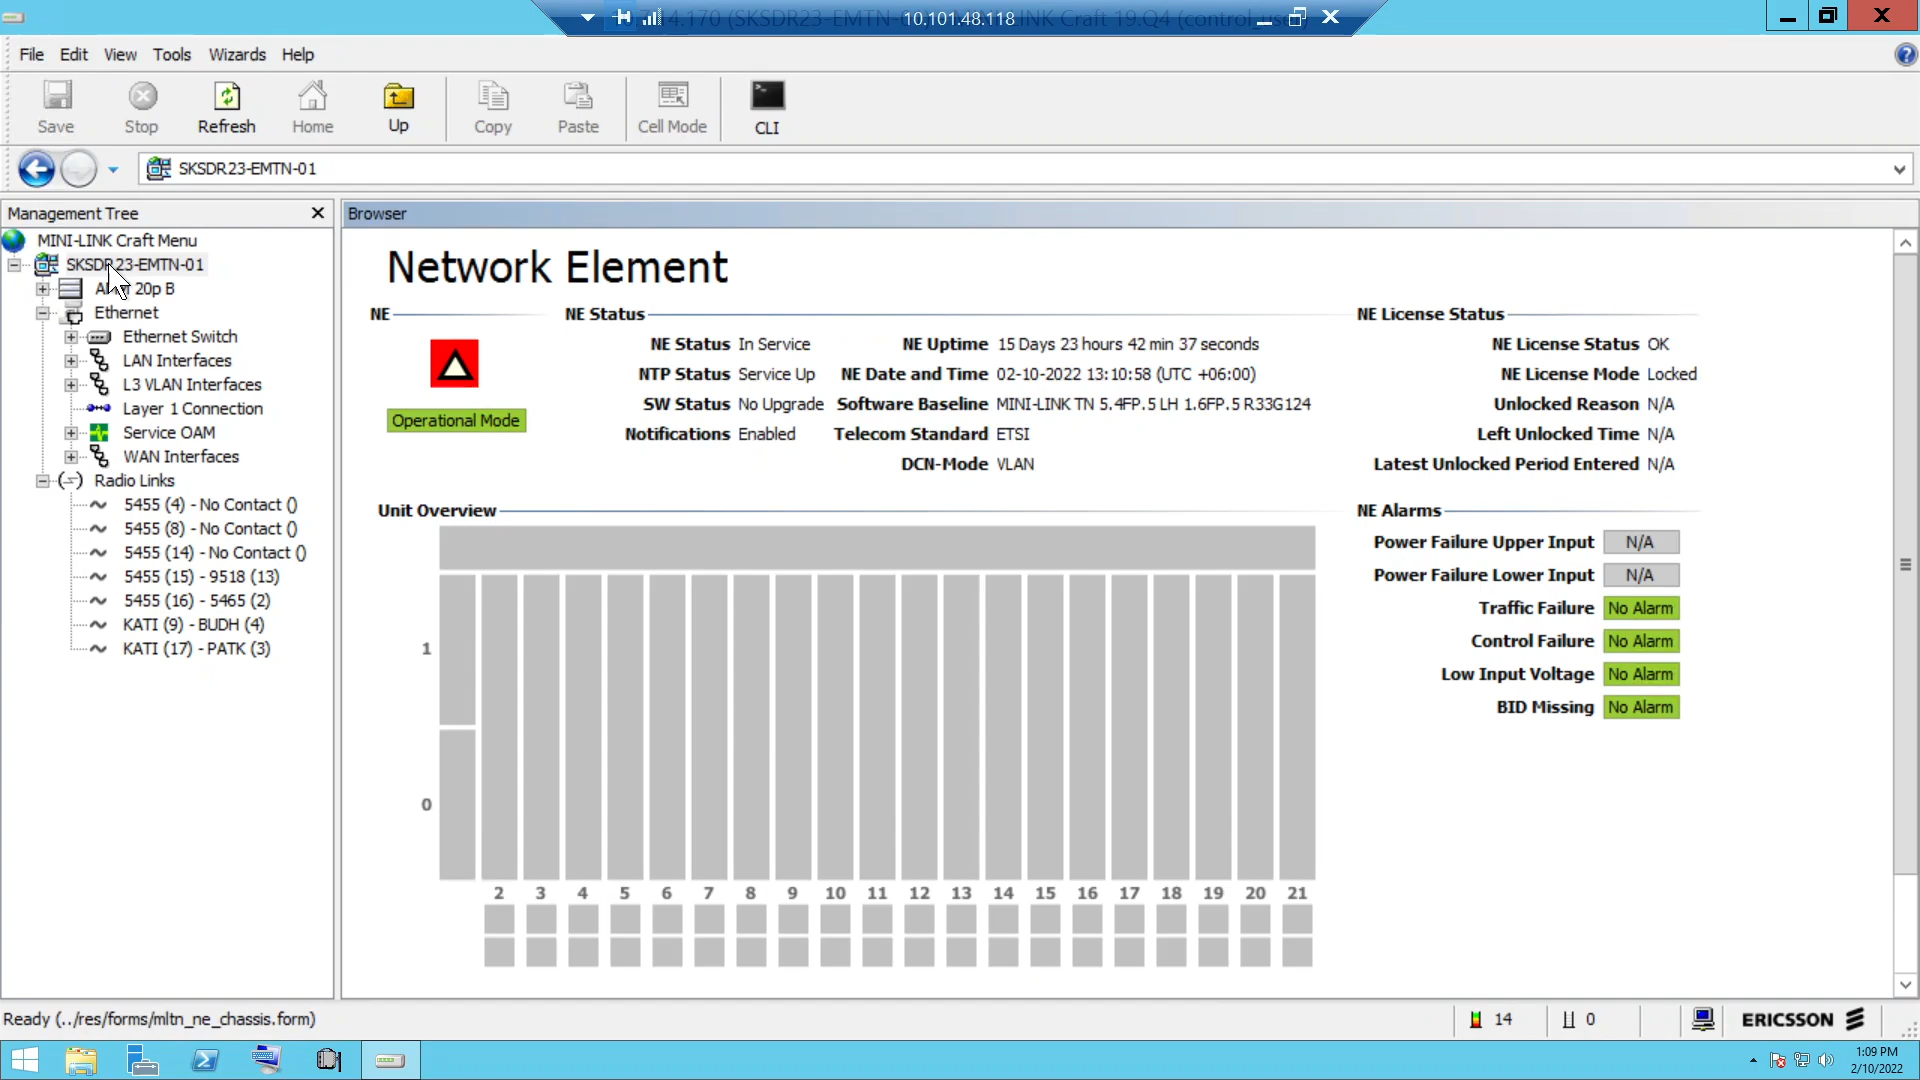 10.101.48.118
4.170 (SKSDR23-EMTN-0
INK Craft 19.Q4 (control_us
File Edit View Tools Wizards Help
Save Stop Refresh Home Up Copy Paste Cell Mode CLI
SKSDR23-EMTN-01
Management Tree
Browser
MINI-LINK Craft Menu
SKSDR23-EMTN-01
20p B
Ethernet
Ethernet Switch
LAN Interfaces
L3 VLAN Interfaces
Layer 1 Connection
Service OAM
WAN Interfaces
Radio Links
5455 (4) - No Contact ()
5455 (8) - No Contact ()
5455 (14) - No Contact ()
5455 (15) - 9518 (13)
5455 (16) - 5465 (2)
KATI (9) - BUDH (4)
KATI (17) - PATK (3)
Network Element
NE
Operational Mode
NE Status
NE Status In Service NE Uptime 15 Days 23 hours 42 min 37 seconds
NTP Status Service Up NE Date and Time 02-10-2022 13:10:58 (UTC +06:00)
SW Status No Upgrade Software Baseline MINI-LINK TN 5.4FP.5 LH 1.6FP.5 R33G124
Notifications Enabled Telecom Standard ETSI
DCN-Mode VLAN
NE License Status
NE License Status OK
NE License Mode Locked
Unlocked Reason N/A
Left Unlocked Time N/A
Latest Unlocked Period Entered N/A
Unit Overview
1
0
2 3 4 5 6 7 8 9 10 11 12 13 14 15 16 17 18 19 20 21
NE Alarms
Power Failure Upper Input N/A
Power Failure Lower Input N/A
Traffic Failure No Alarm
Control Failure No Alarm
Low Input Voltage No Alarm
BID Missing No Alarm
Ready (../res/forms/mltn_ne_chassis.form)
14
0
ERICSSON
1:09 PM
2/10/2022